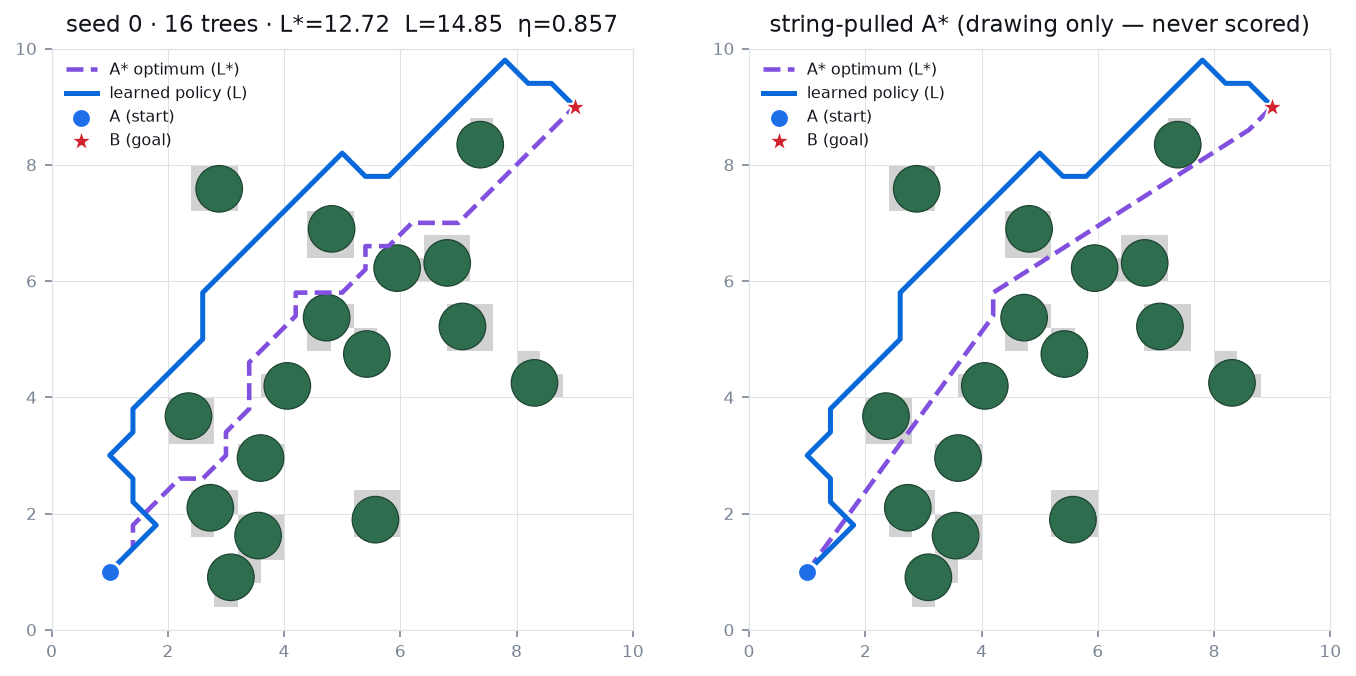 seed 0 · 16 trees · L*=12.72  L=14.85  η=0.857
A* optimum (L*)
learned policy (L)
A (start)
B (goal)
10
8
6
4
2
0
0 2 4 6 8 10
string-pulled A* (drawing only — never scored)
A* optimum (L*)
learned policy (L)
A (start)
B (goal)
10
8
6
4
2
0
0 2 4 6 8 10